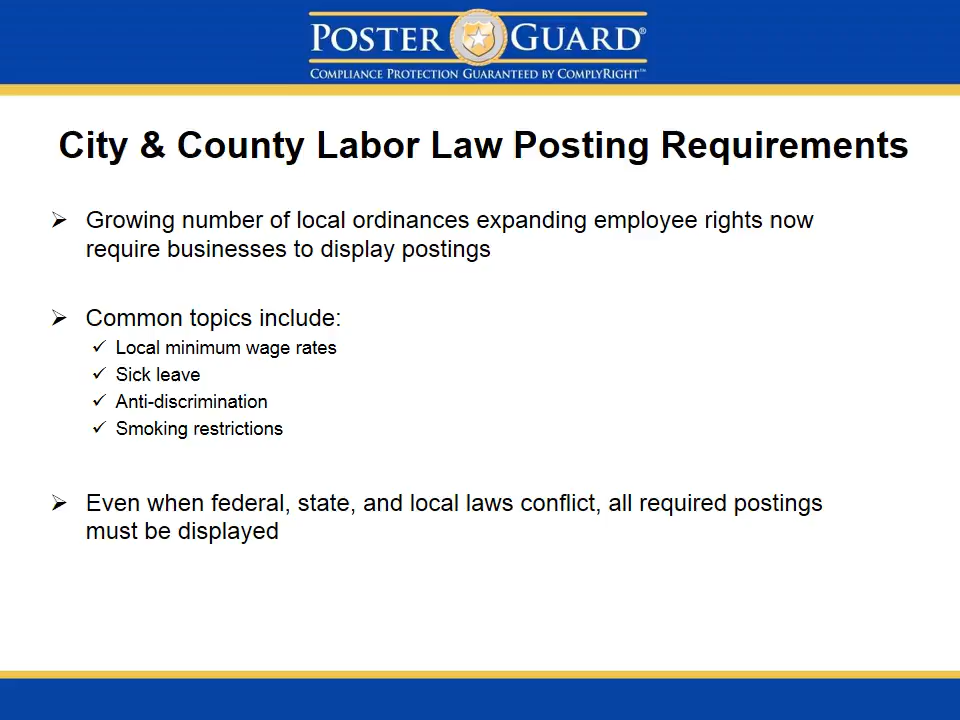 POSTER GUARD®
COMPLIANCE PROTECTION GUARANTEED BY COMPLYRIGHT™
City & County Labor Law Posting Requirements
➢ Growing number of local ordinances expanding employee rights now
require businesses to display postings
➢ Common topics include:
✓ Local minimum wage rates
✓ Sick leave
✓ Anti-discrimination
✓ Smoking restrictions
➢ Even when federal, state, and local laws conflict, all required postings
must be displayed